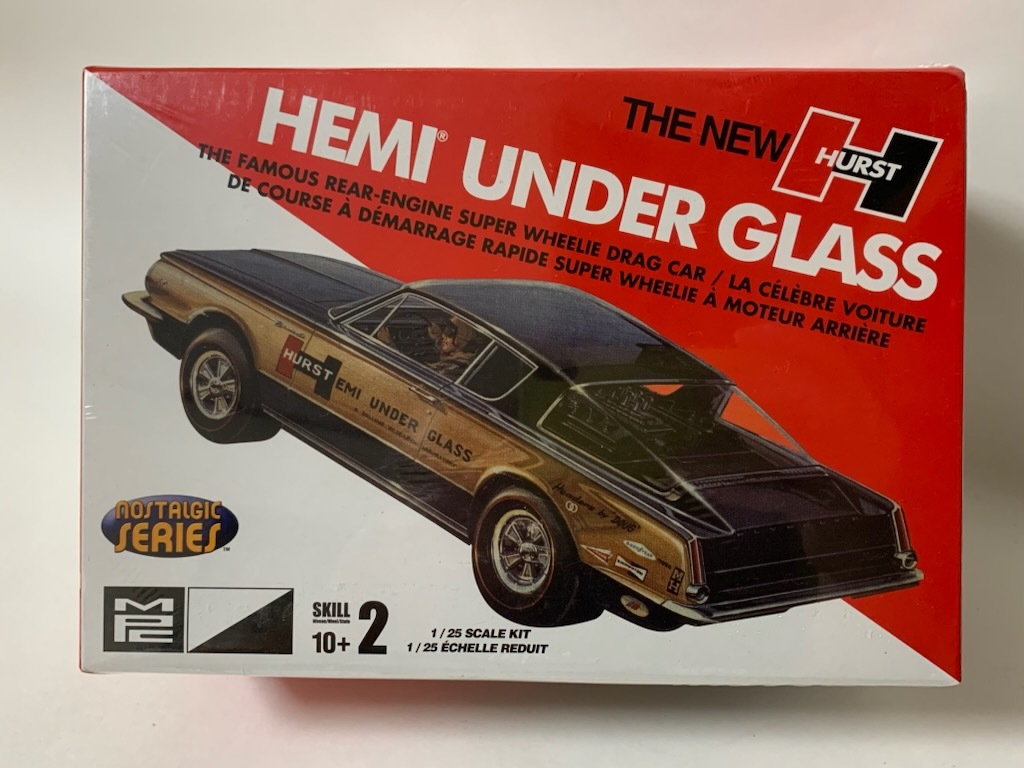 THE NEW HURST
HEMI® UNDER GLASS
THE FAMOUS REAR-ENGINE SUPER WHEELIE DRAG CAR / LA CÉLÈBRE VOITURE
DE COURSE À DÉMARRAGE RAPIDE SUPER WHEELIE À MOTEUR ARRIÈRE
HURST
HEMI UNDER GLASS
NOSTALGIC
SERIES™
MPC
SKILL 2
10+
1/25 SCALE KIT
1/25 ÉCHELLE REDUIT